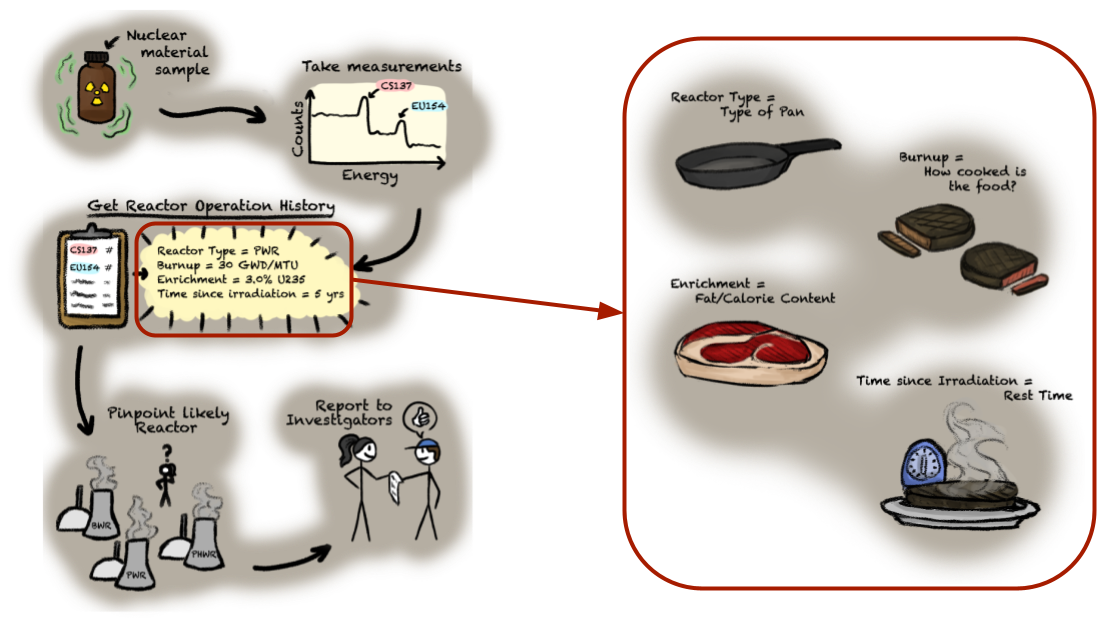 Nuclear
material
sample
Take measurements
CS137
EU154
Counts
Energy
Get Reactor Operation History
CS137 #
EU154 #
Reactor Type = PWR
Burnup = 30 GWD/MTU
Enrichment = 3.0% U235
Time since irradiation = 5 yrs
Pinpoint likely
Reactor
?
BWR
PWR
PHWR
Report to
Investigators
Reactor Type =
Type of Pan
Burnup =
How cooked is
the food?
Enrichment =
Fat/Calorie Content
Time since Irradiation =
Rest Time